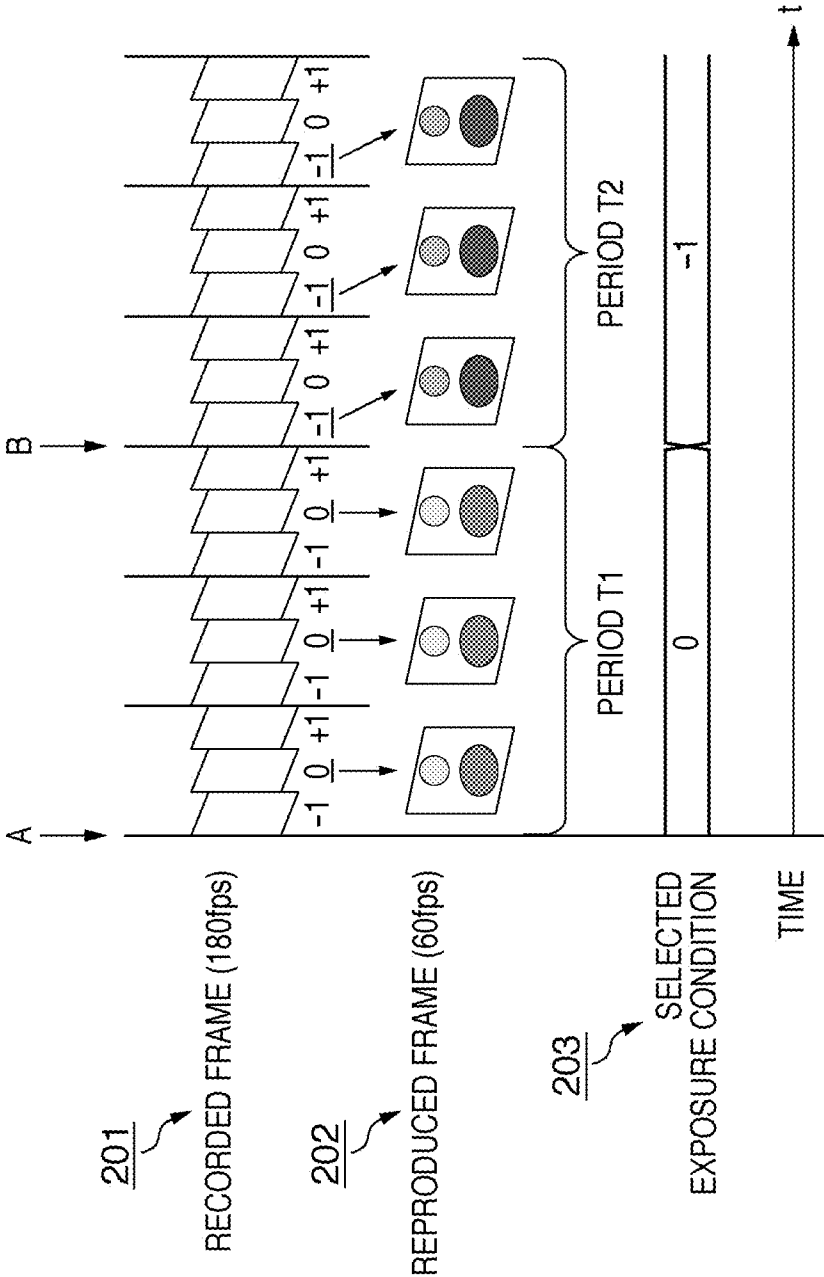 A
B
201
RECORDED FRAME (180fps)
-1 0 +1 -1 0 +1 -1 0 +1 -1 0 +1 -1 0 +1 -1 0 +1
202
REPRODUCED FRAME (60fps)
PERIOD T1
PERIOD T2
203
SELECTED
EXPOSURE CONDITION
0
-1
TIME
t